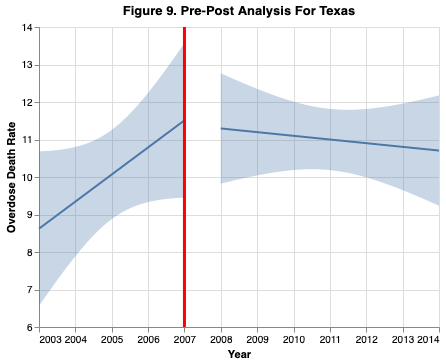 Figure 9. Pre-Post Analysis For Texas
14
13
12
11
10
9
8
7
6
Overdose Death Rate
2003 2004 2005 2006 2007 2008 2009 2010 2011 2012 2013 2014
Year